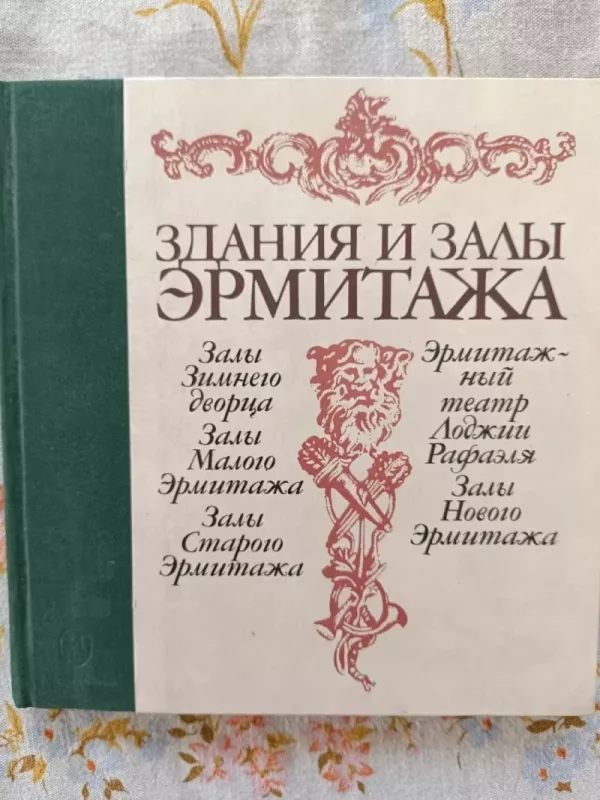 ЗДАНИЯ И ЗАЛЫ
ЭРМИТАЖА
Залы
Зимнего
дворца
Залы
Малого
Эрмитажа
Залы
Старого
Эрмитажа
Эрмитаж-
ный
театр
Лоджии
Рафаэля
Залы
Нового
Эрмитажа